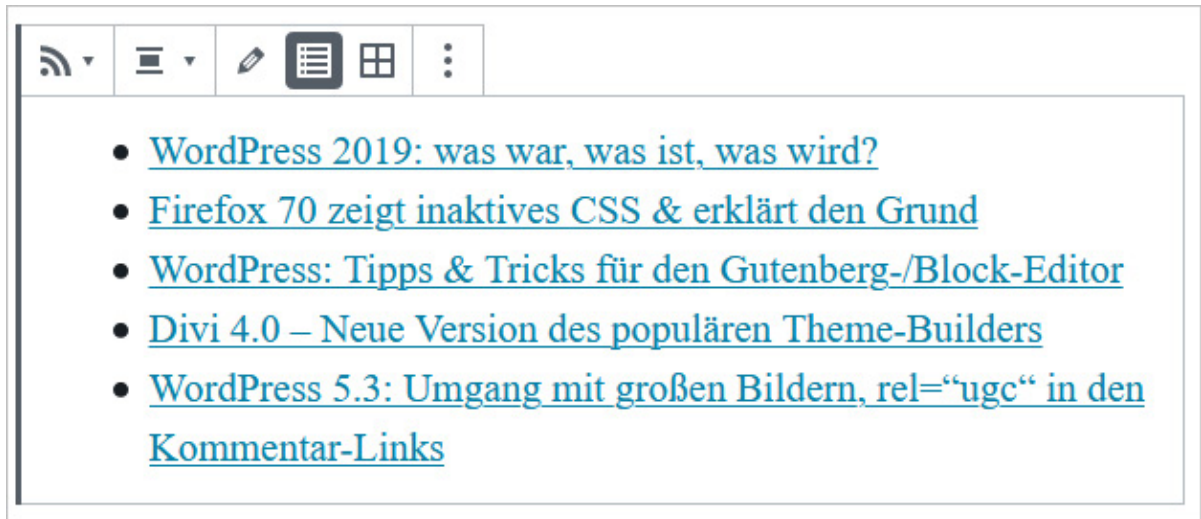 WordPress 2019: was war, was ist, was wird?
Firefox 70 zeigt inaktives CSS & erklärt den Grund
WordPress: Tipps & Tricks für den Gutenberg-/Block-Editor
Divi 4.0 – Neue Version des populären Theme-Builders
WordPress 5.3: Umgang mit großen Bildern, rel=“ugc“ in den
Kommentar-Links